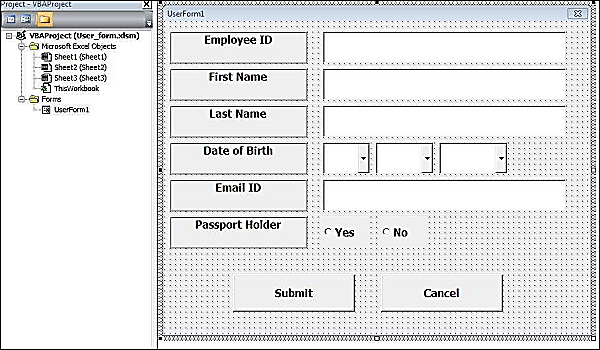 Project - VBAProject
UserForm1
VBAProject (User_form.xlsm)
Microsoft Excel Objects
Sheet1 (Sheet1)
Sheet2 (Sheet2)
Sheet3 (Sheet3)
ThisWorkbook
Forms
UserForm1
Employee ID
First Name
Last Name
Date of Birth
Email ID
Passport Holder
Yes No
Submit Cancel